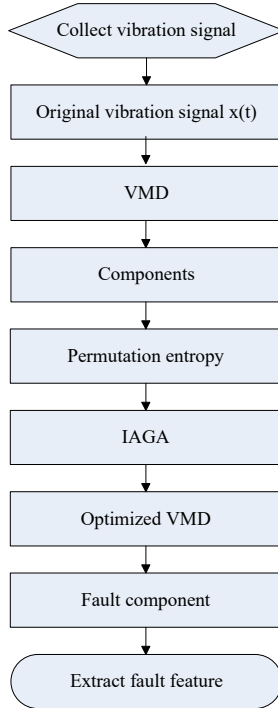 Collect vibration signal
Original vibration signal x(t)
VMD
Components
Permutation entropy
IAGA
Optimized VMD
Fault component
Extract fault feature